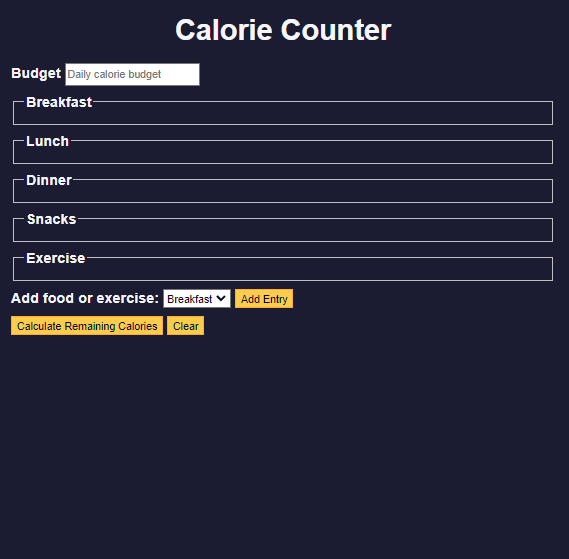 Calorie Counter
Budget Daily calorie budget
Breakfast
Lunch
Dinner
Snacks
Exercise
Add food or exercise: Breakfast Add Entry
Calculate Remaining Calories Clear